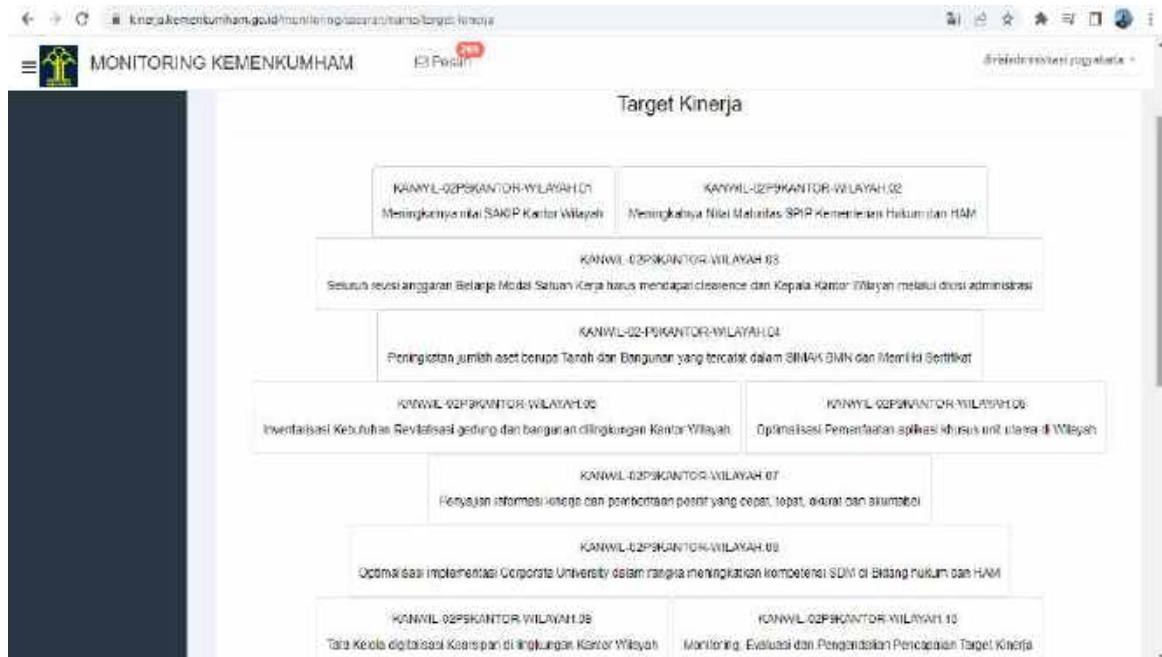 MONITORING KEMENKUMHAM
Target Kinerja
KANWIL-02P9KANTOR-WILAYAH.01
Meningkatnya nilai SAKIP Kantor Wilayah
KANWIL-02P9KANTOR-WILAYAH.02
Meningkatnya Nilai Maturitas SPIP Kementerian Hukum dan HAM
KANWIL-02P9KANTOR-WILAYAH.03
Seluruh revisi anggaran Belanja Modal Satuan Kerja harus mendapat clearence dari Kepala Kantor Wilayah melalui divisi administrasi
KANWIL-02-P9KANTOR-WILAYAH.04
Peningkatan jumlah aset berupa Tanah dan Bangunan yang tercatat dalam SIMAK BMN dan Memiliki Sertifikat
KANWIL-02P9KANTOR-WILAYAH.05
Inventarisasi Kebutuhan Revitalisasi gedung dan bangunan dilingkungan Kantor Wilayah
KANWIL-02P9KANTOR-WILAYAH.06
Optimalisasi Pemanfaatan aplikasi khusus unit utama di Wilayah
KANWIL-02P9KANTOR-WILAYAH.07
Penyajian informasi kinerja dan pemberitaan positif yang cepat, tepat, akurat dan akuntabel
KANWIL-02P9KANTOR-WILAYAH.08
Optimalisasi implementasi Corporate University dalam rangka meningkatkan kompetensi SDM di Bidang hukum dan HAM
KANWIL-02P9KANTOR-WILAYAH.09
Tata Kelola digitalisasi Kearsipan di lingkungan Kantor Wilayah
KANWIL-02P9KANTOR-WILAYAH.10
Monitoring, Evaluasi dan Pengendalian Pencapaian Target Kinerja